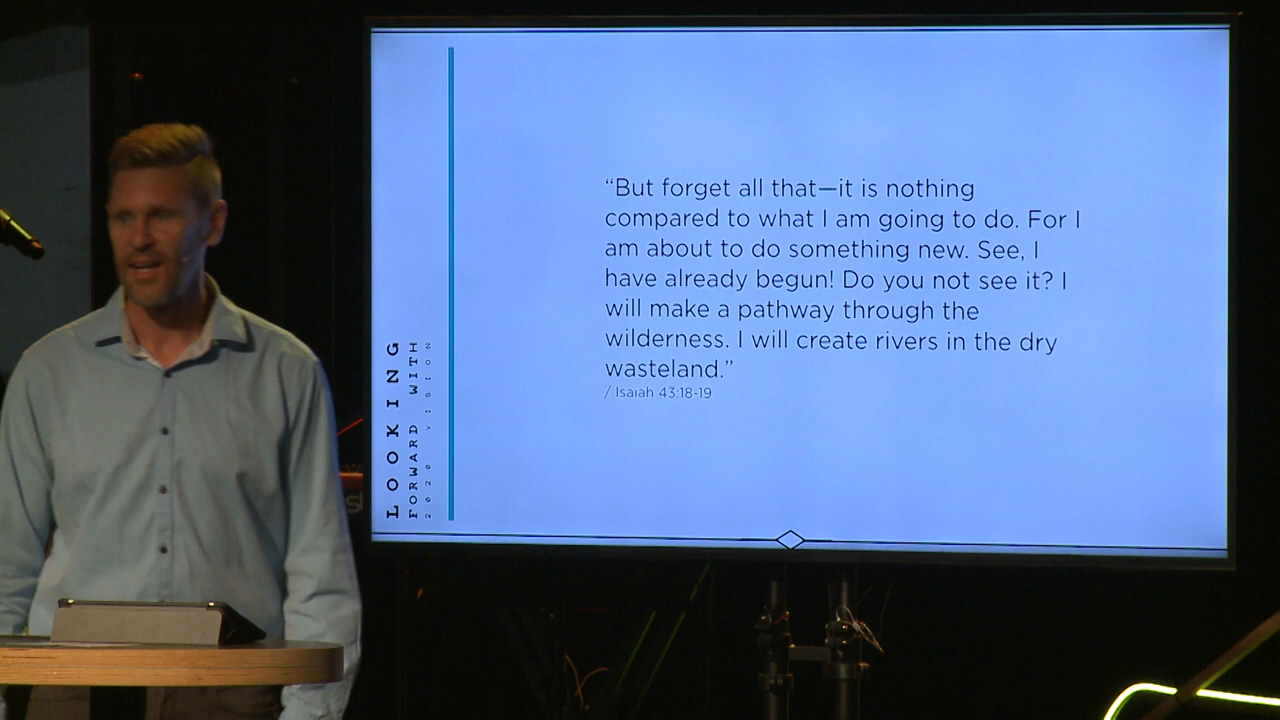 “But forget all that—it is nothing
compared to what I am going to do. For I
am about to do something new. See, I
have already begun! Do you not see it? I
will make a pathway through the
wilderness. I will create rivers in the dry
wasteland.”
/ Isaiah 43:18-19
LOOKING
FORWARD WITH
2020 VISION